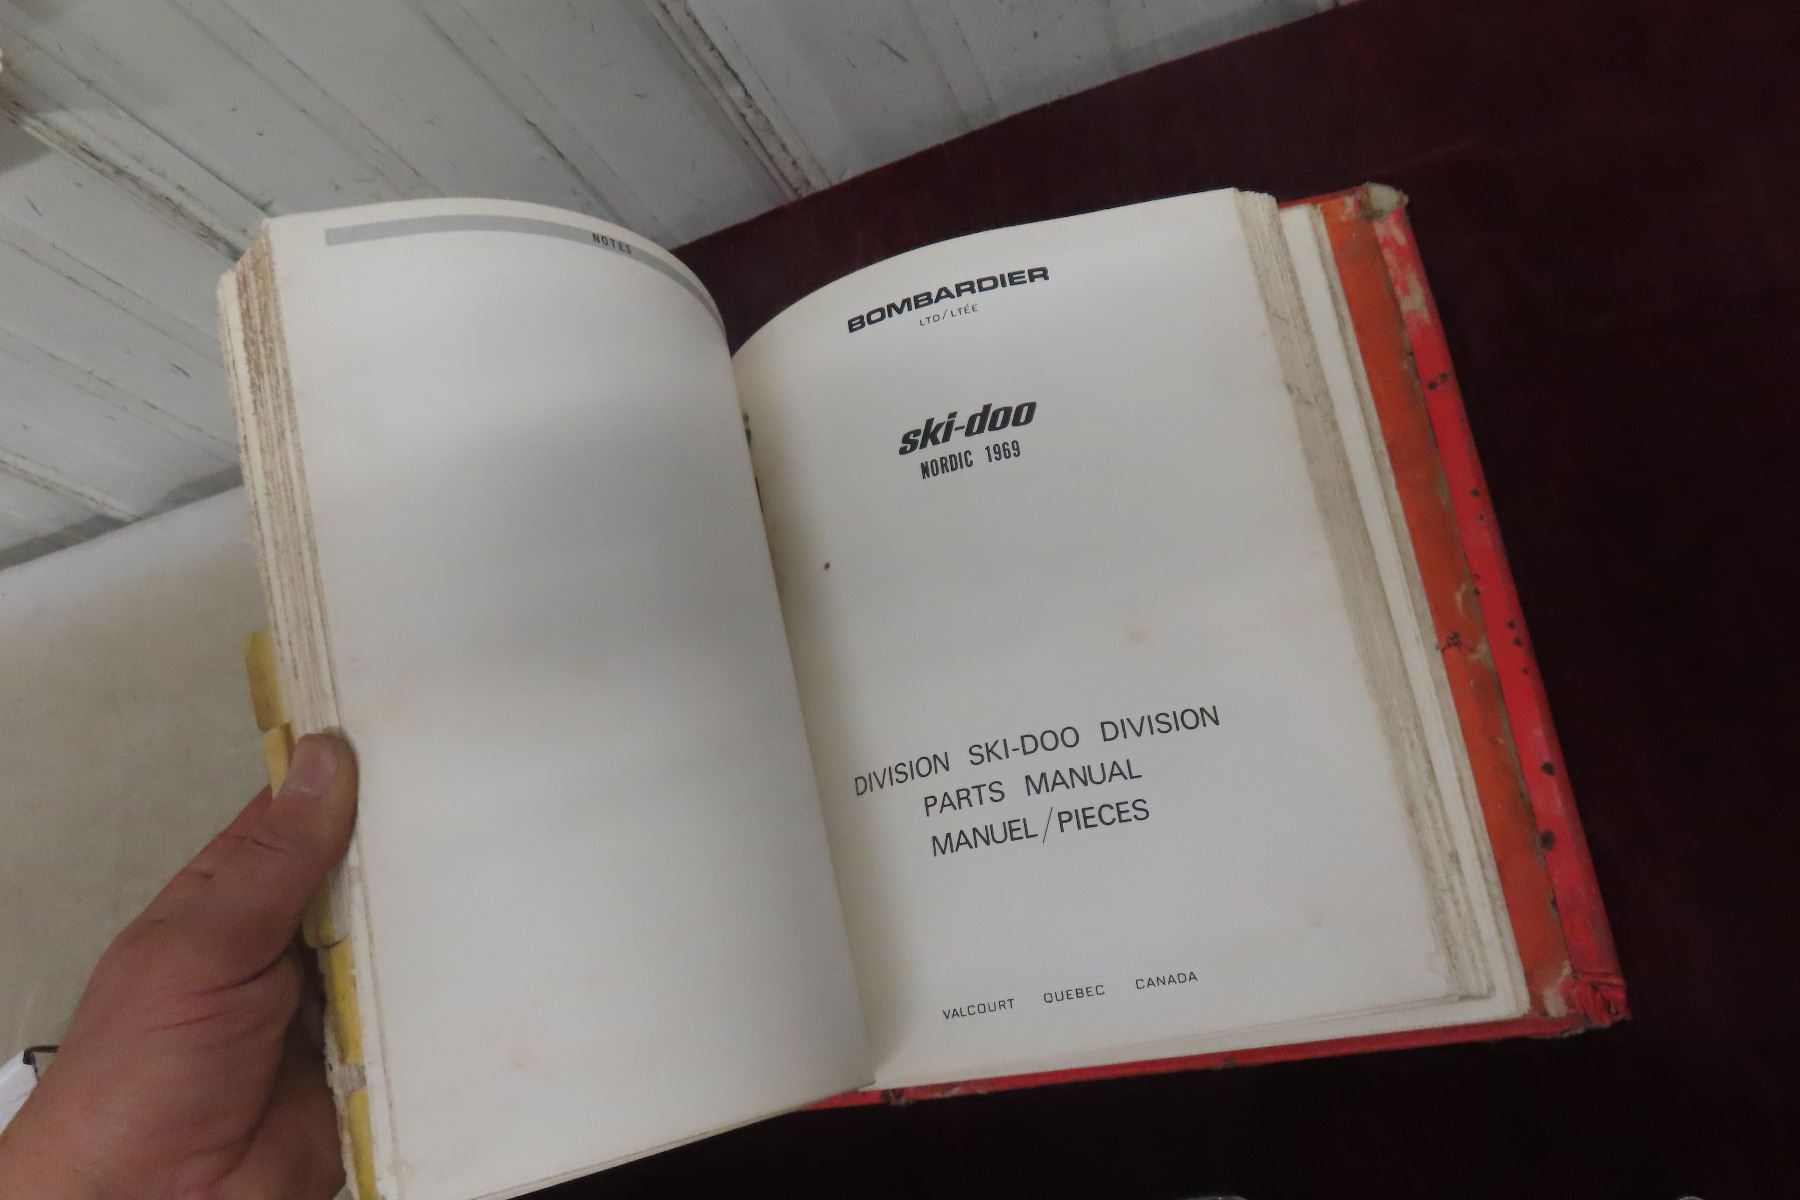 NOTES
BOMBARDIER
LTD/LTÉE
ski-doo
NORDIC 1969
DIVISION SKI-DOO DIVISION
PARTS MANUAL
MANUEL/PIECES
VALCOURT QUEBEC CANADA